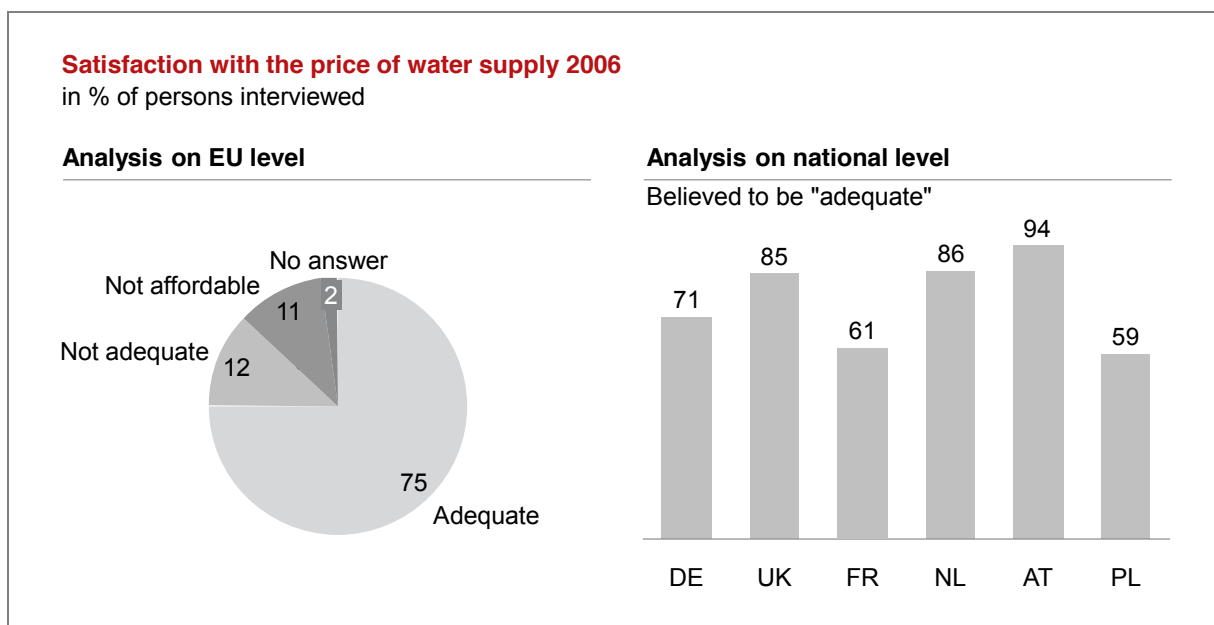 Satisfaction with the price of water supply 2006
in % of persons interviewed
Analysis on EU level
No answer
Not affordable
2
11
Not adequate
12
75
Adequate
Analysis on national level
Believed to be "adequate"
71
85
61
86
94
59
DE
UK
FR
NL
AT
PL